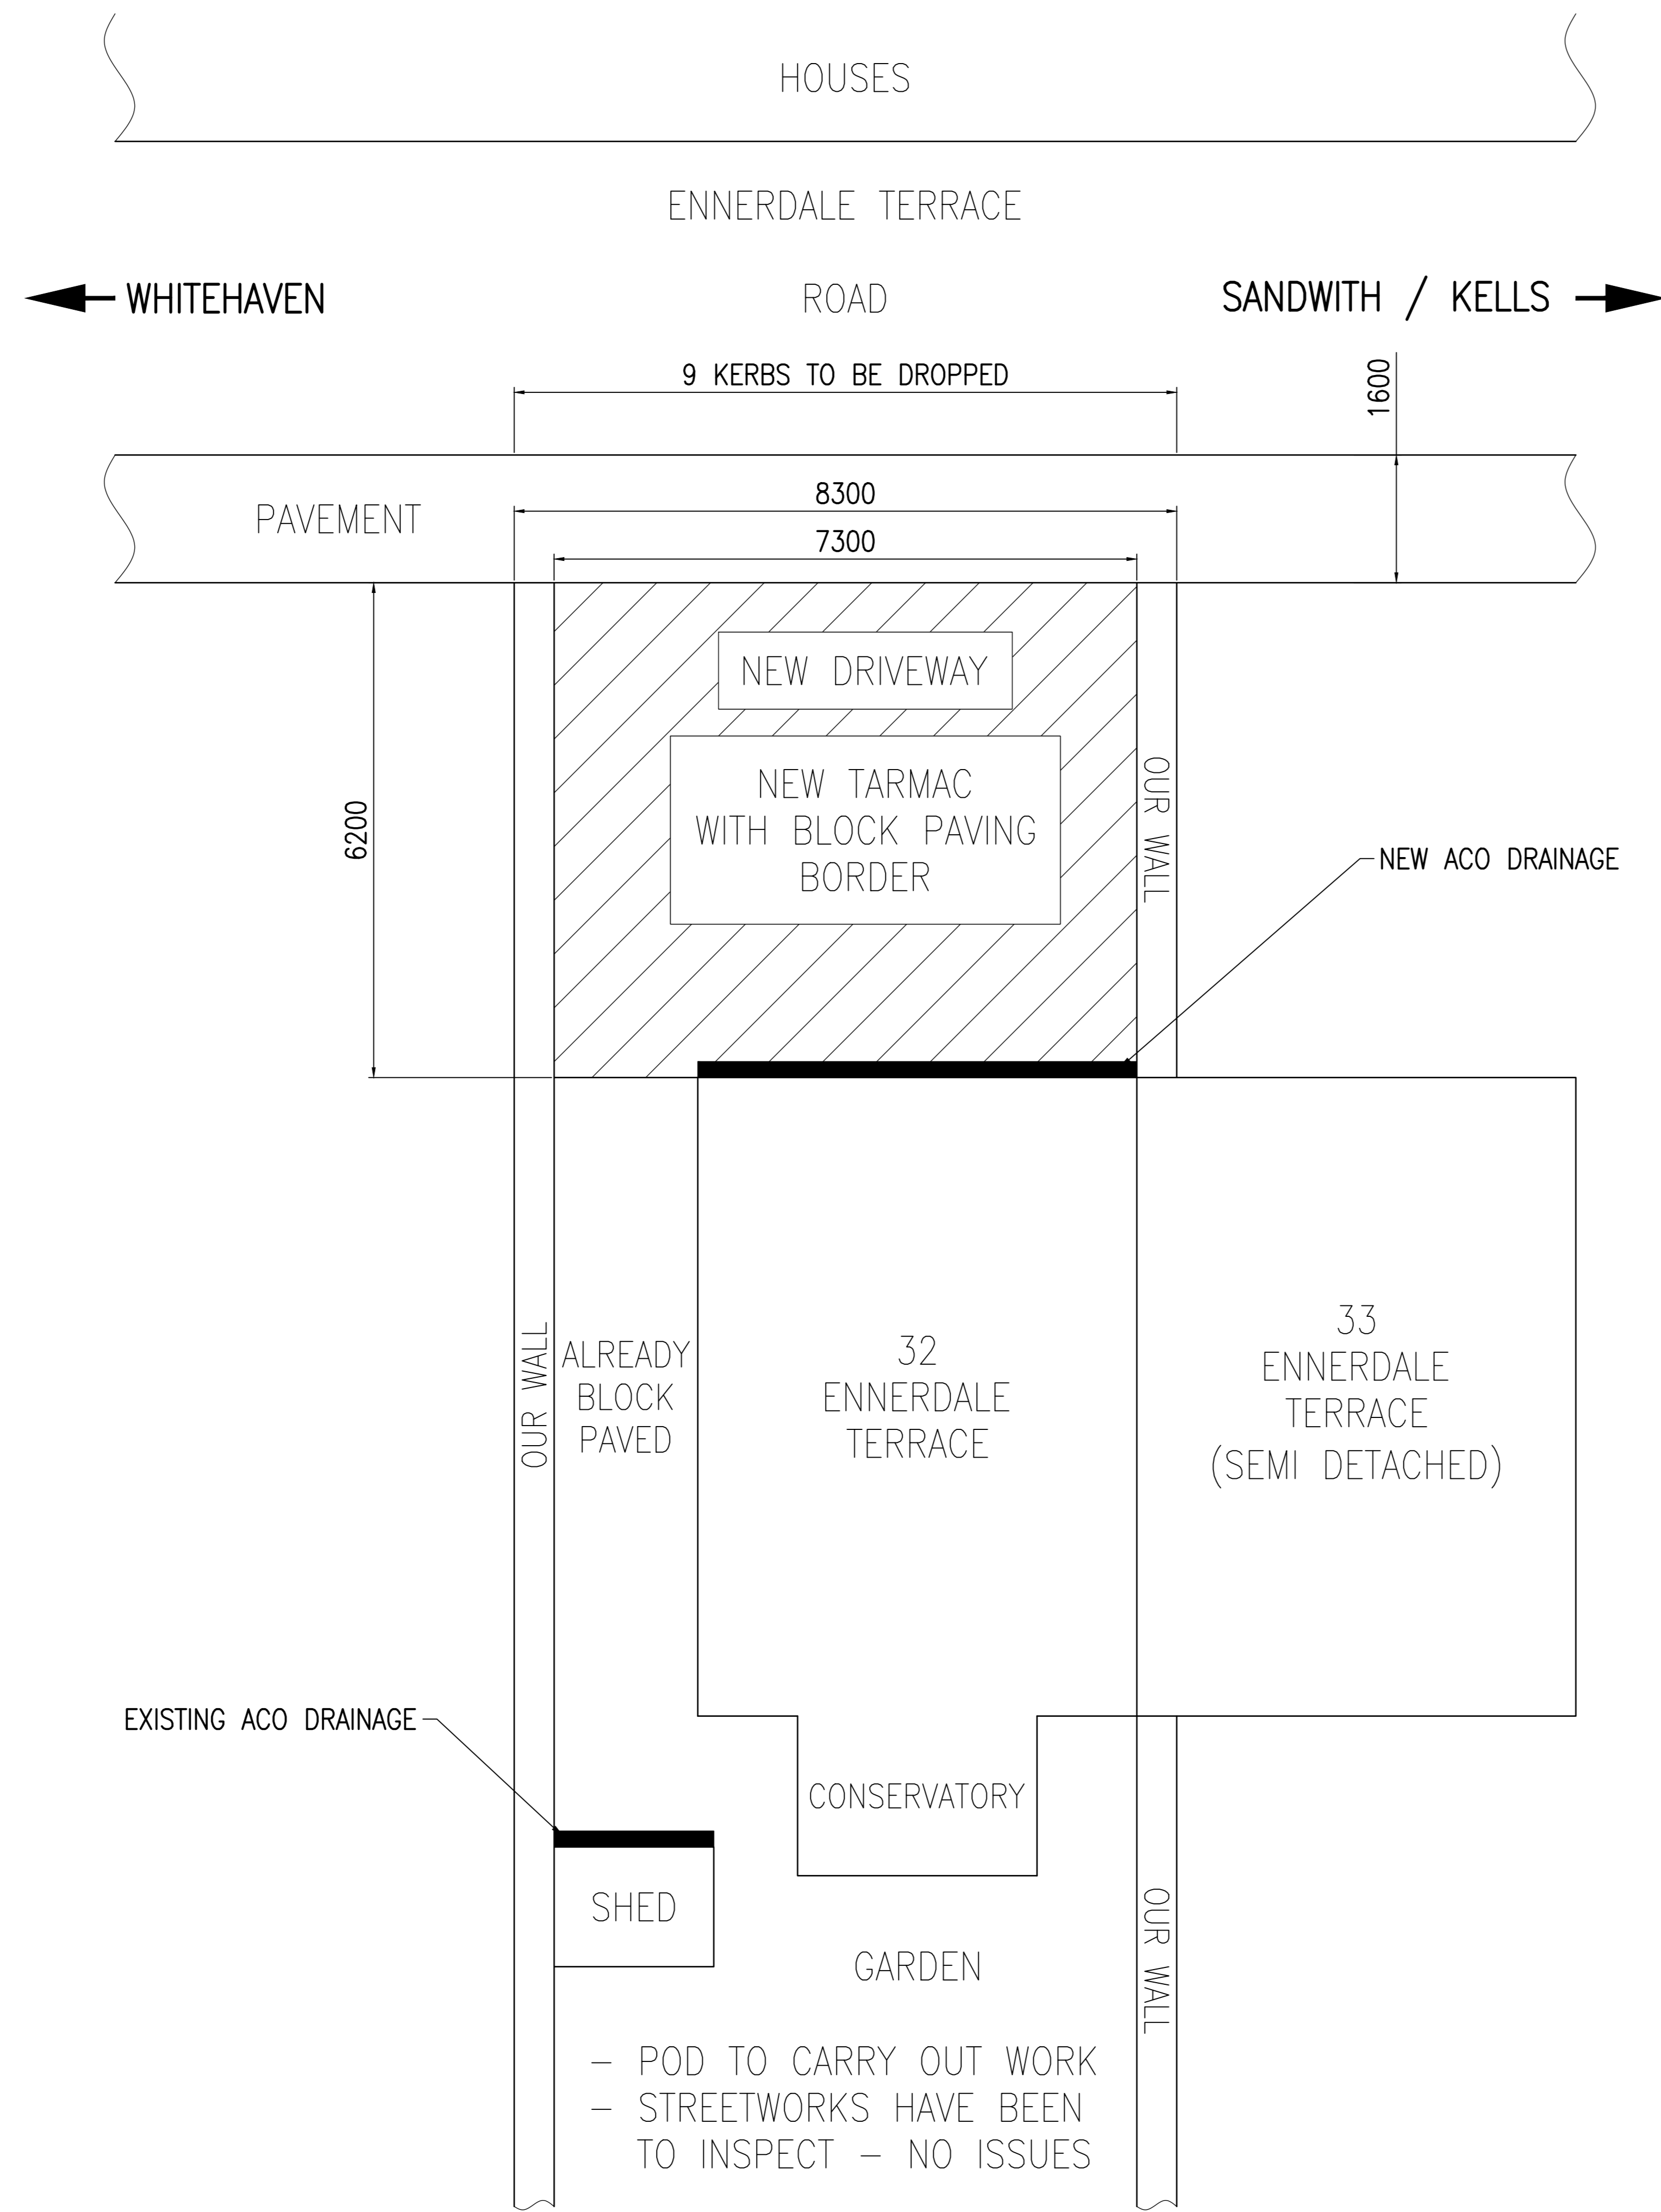 HOUSES
ENNERDALE TERRACE
WHITEHAVEN
ROAD
SANDWITH / KELLS
9 KERBS TO BE DROPPED
1600
PAVEMENT
8300
7300
NEW DRIVEWAY
NEW TARMAC
WITH BLOCK PAVING
BORDER
OUR WALL
6200
NEW ACO DRAINAGE
OUR WALL
ALREADY
BLOCK
PAVED
32
ENNERDALE
TERRACE
33
ENNERDALE
TERRACE
(SEMI DETACHED)
EXISTING ACO DRAINAGE
CONSERVATORY
SHED
GARDEN
OUR WALL
- POD TO CARRY OUT WORK
- STREETWORKS HAVE BEEN
TO INSPECT - NO ISSUES